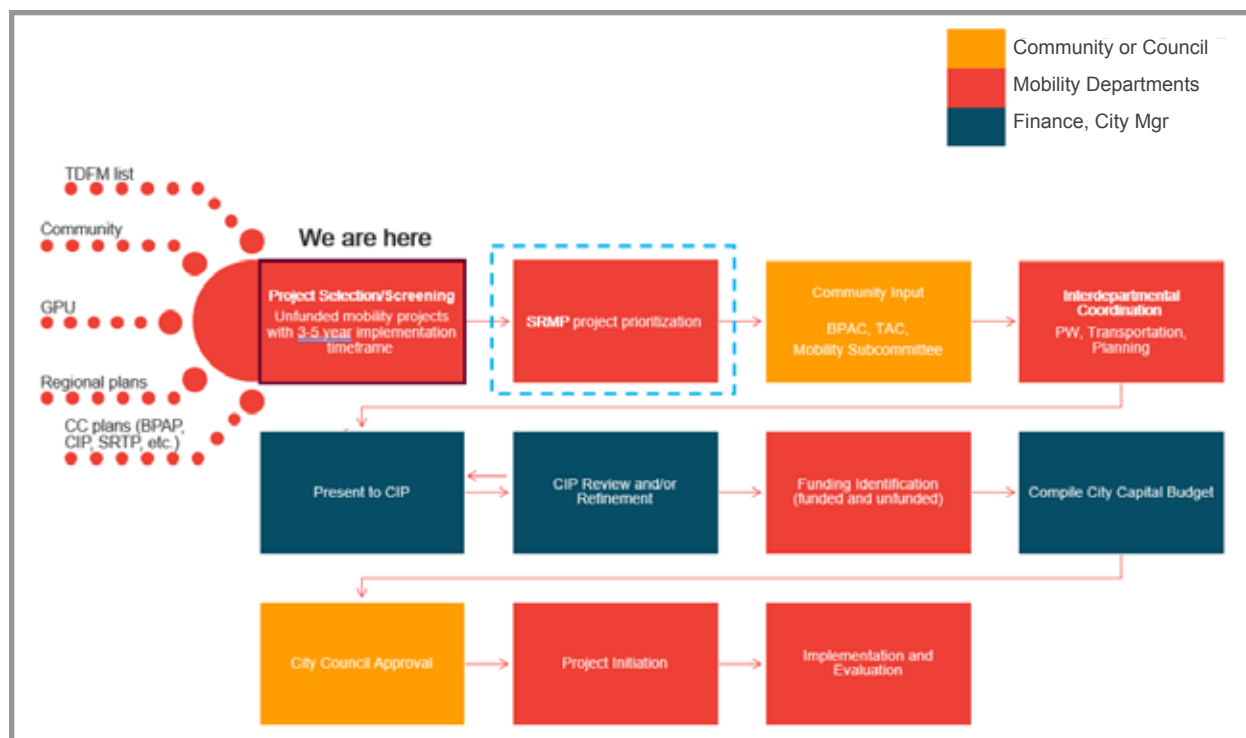 Community or Council
Mobility Departments
Finance, City Mgr
TDFM list
Community
GPU
Regional plans
CC plans (BPAP,
CIP, SRTP, etc.)
We are here
Project Selection/Screening
Unfunded mobility projects
with 3-5 year implementation
timeframe
SRMP project prioritization
Community Input
BPAC, TAC,
Mobility Subcommittee
Interdepartmental
Coordination
PW, Transportation,
Planning
Present to CIP
CIP Review and/or
Refinement
Funding Identification
(funded and unfunded)
Compile City Capital Budget
City Council Approval
Project Initiation
Implementation and
Evaluation